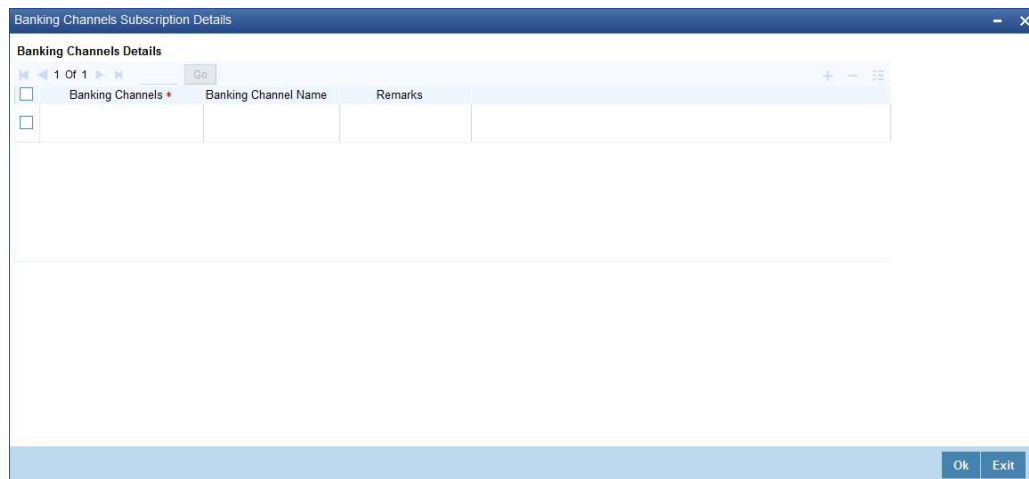 Banking Channels Subscription Details
Banking Channels Details
1 Of 1 Go
Banking Channels * Banking Channel Name Remarks
Ok Exit